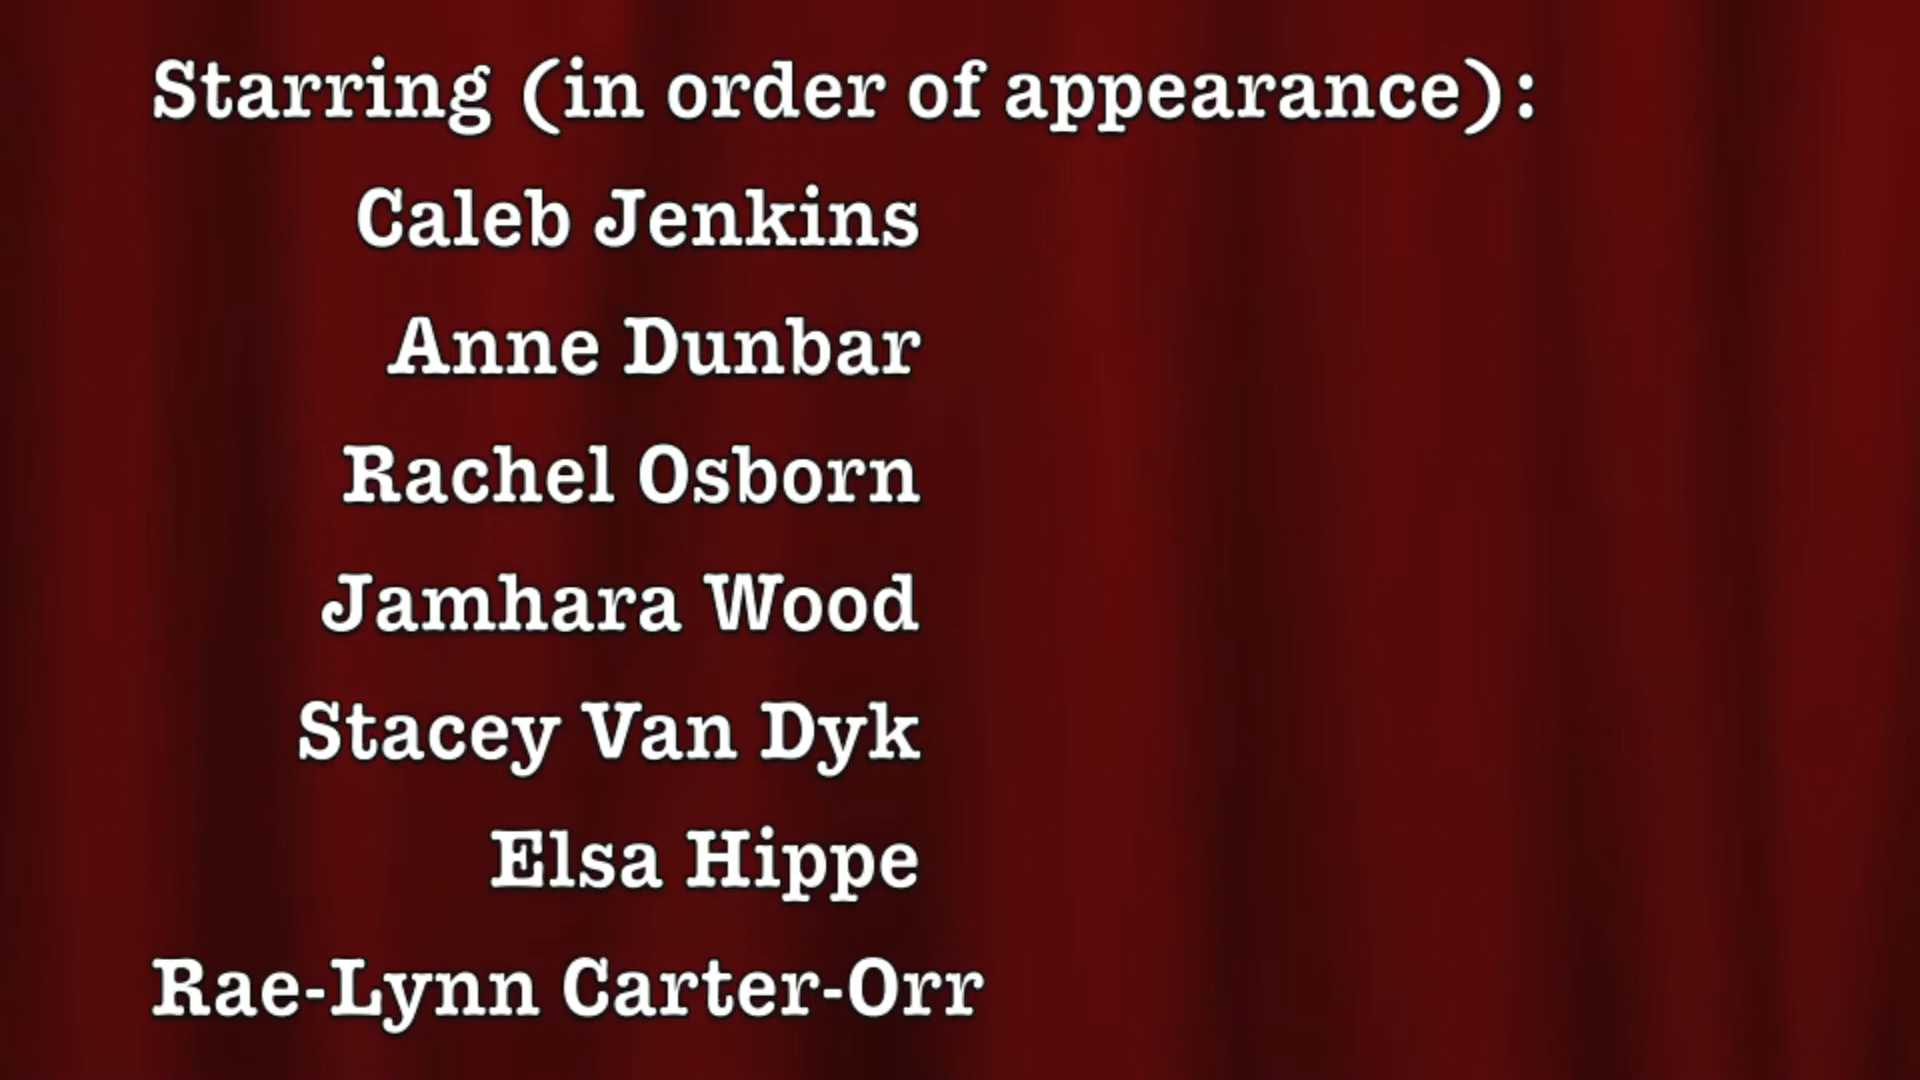 Starring (in order of appearance):
Caleb Jenkins
Anne Dunbar
Rachel Osborn
Jamhara Wood
Stacey Van Dyk
Elsa Hippe
Rae-Lynn Carter-Orr